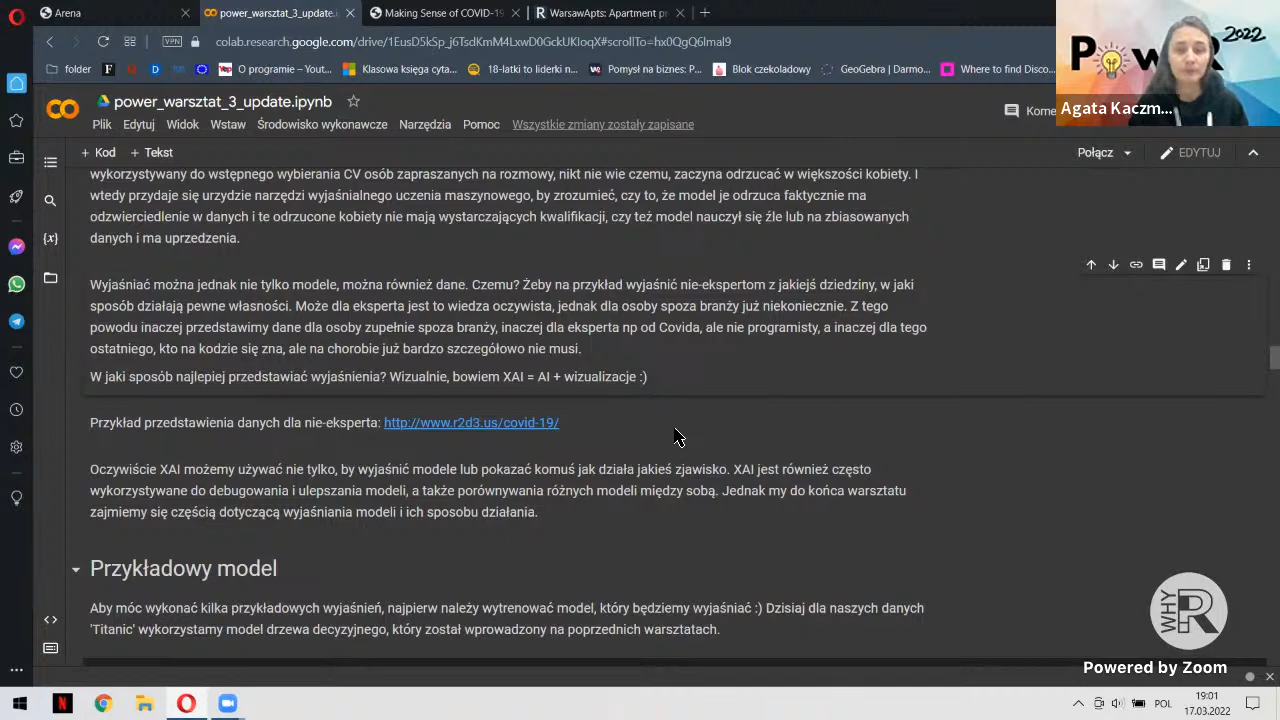 Arena
power_warsztat_3_update.i
Making Sense of COVID-19
WarsawApts: Apartment pr
VPN
colab.research.google.com/drive/1EusD5kSp_j6TsdKmM4LxwD0GckUKIoqX#scrollTo=hx0QgQ6lmal9
folder
O programie – Yout...
Klasowa księga cyta...
18-latki to liderki n...
Pomysł na biznes: P...
Blok czekoladowy
GeoGebra | Darmo...
Where to find Discov
PowR 2022
Agata Kaczm...
power_warsztat_3_update.ipynb
Kome
Plik Edytuj Widok Wstaw Środowisko wykonawcze Narzędzia Pomoc Wszystkie zmiany zostały zapisane
+ Kod + Tekst
Połącz
EDYTUJ
wykorzystywany do wstępnego wybierania CV osób zapraszanych na rozmowy, nikt nie wie czemu, zaczyna odrzucać w większości kobiety. I
wtedy przydaje się urzydzie narzędzi wyjaśnialnego uczenia maszynowego, by zrozumieć, czy to, że model je odrzuca faktycznie ma
odzwierciedlenie w danych i te odrzucone kobiety nie mają wystarczających kwalifikacji, czy też model nauczył się źle lub na zbiasowanych
danych i ma uprzedzenia.
Wyjaśniać można jednak nie tylko modele, można również dane. Czemu? Żeby na przykład wyjaśnić nie-ekspertom z jakiejś dziedziny, w jaki
sposób działają pewne własności. Może dla eksperta jest to wiedza oczywista, jednak dla osoby spoza branży już niekoniecznie. Z tego
powodu inaczej przedstawimy dane dla osoby zupełnie spoza branży, inaczej dla eksperta np od Covida, ale nie programisty, a inaczej dla tego
ostatniego, kto na kodzie się zna, ale na chorobie już bardzo szczegółowo nie musi.
W jaki sposób najlepiej przedstawiać wyjaśnienia? Wizualnie, bowiem XAI = AI + wizualizacje :)
Przykład przedstawienia danych dla nie-eksperta: http://www.r2d3.us/covid-19/
Oczywiście XAI możemy używać nie tylko, by wyjaśnić modele lub pokazać komuś jak działa jakieś zjawisko. XAI jest również często
wykorzystywane do debugowania i ulepszania modeli, a także porównywania różnych modeli między sobą. Jednak my do końca warsztatu
zajmiemy się częścią dotyczącą wyjaśniania modeli i ich sposobu działania.
Przykładowy model
Aby móc wykonać kilka przykładowych wyjaśnień, najpierw należy wytrenować model, który będziemy wyjaśniać :) Dzisiaj dla naszych danych
'Titanic' wykorzystamy model drzewa decyzyjnego, który został wprowadzony na poprzednich warsztatach.
WHY R
Powered by Zoom
POL
19:01
17.03.2022